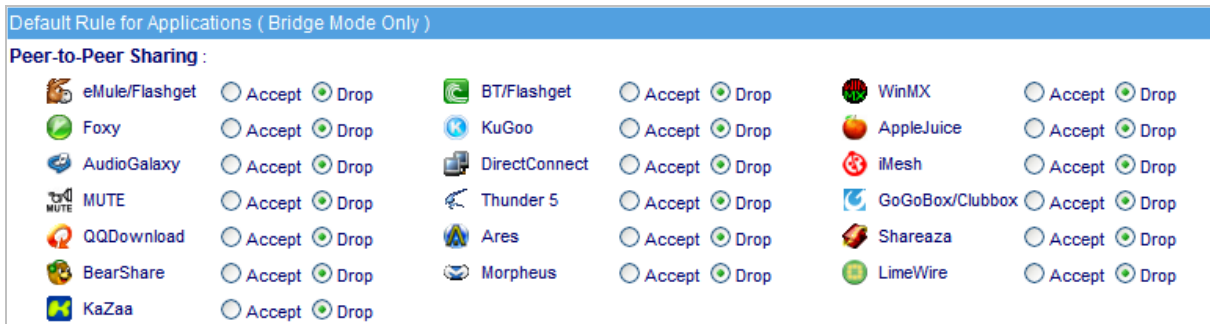 Default Rule for Applications ( Bridge Mode Only )
Peer-to-Peer Sharing :
eMule/Flashget Accept Drop BT/Flashget Accept Drop WinMX Accept Drop
Foxy Accept Drop KuGoo Accept Drop AppleJuice Accept Drop
AudioGalaxy Accept Drop DirectConnect Accept Drop iMesh Accept Drop
MUTE MUTE Accept Drop Thunder 5 Accept Drop GoGoBox/Clubbox Accept Drop
QQDownload Accept Drop Ares Accept Drop Shareaza Accept Drop
BearShare Accept Drop Morpheus Accept Drop LimeWire Accept Drop
KaZaa Accept Drop